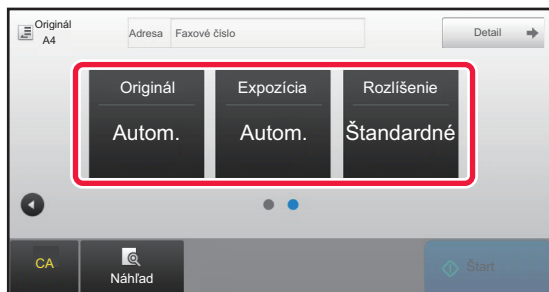 Originál
A4
Adresa Faxové číslo
Detail
Originál Expozícia Rozlíšenie
Autom. Autom. Štandardné
CA
Náhľad
Štart